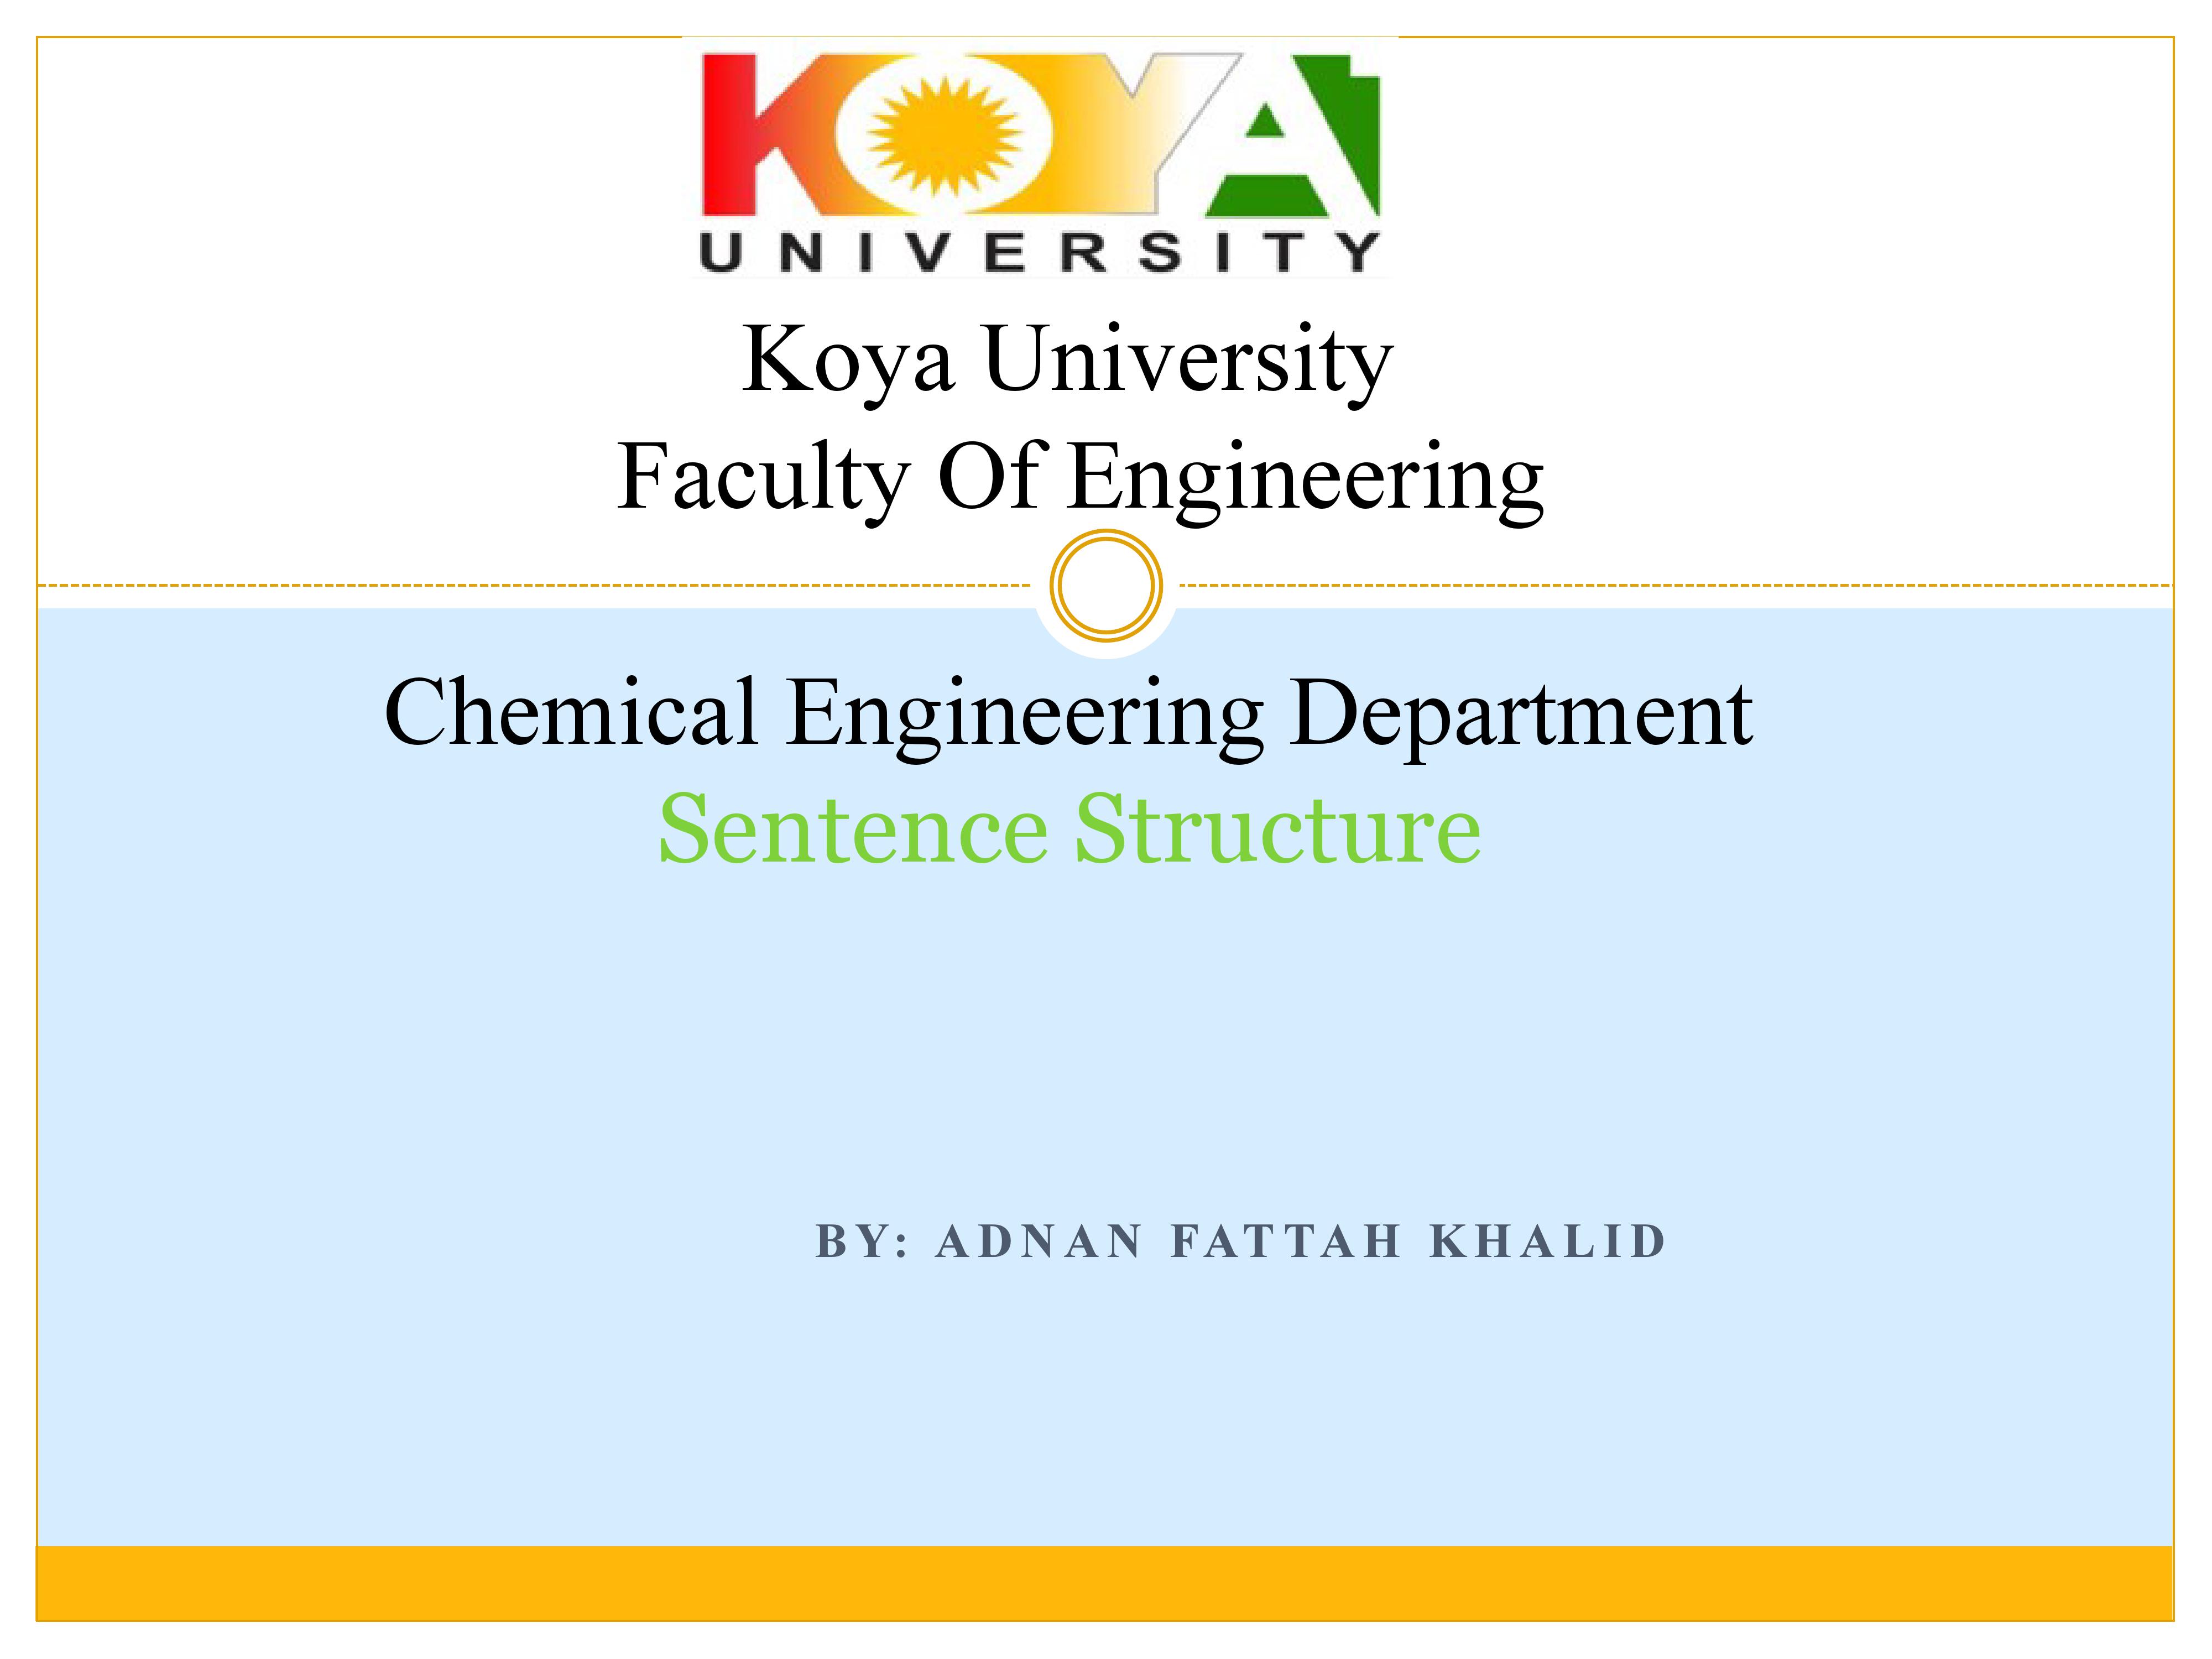 KOYA
UNIVERSITY
Koya University
Faculty Of Engineering
Chemical Engineering Department
Sentence Structure
BY: ADNAN FATTAH KHALID